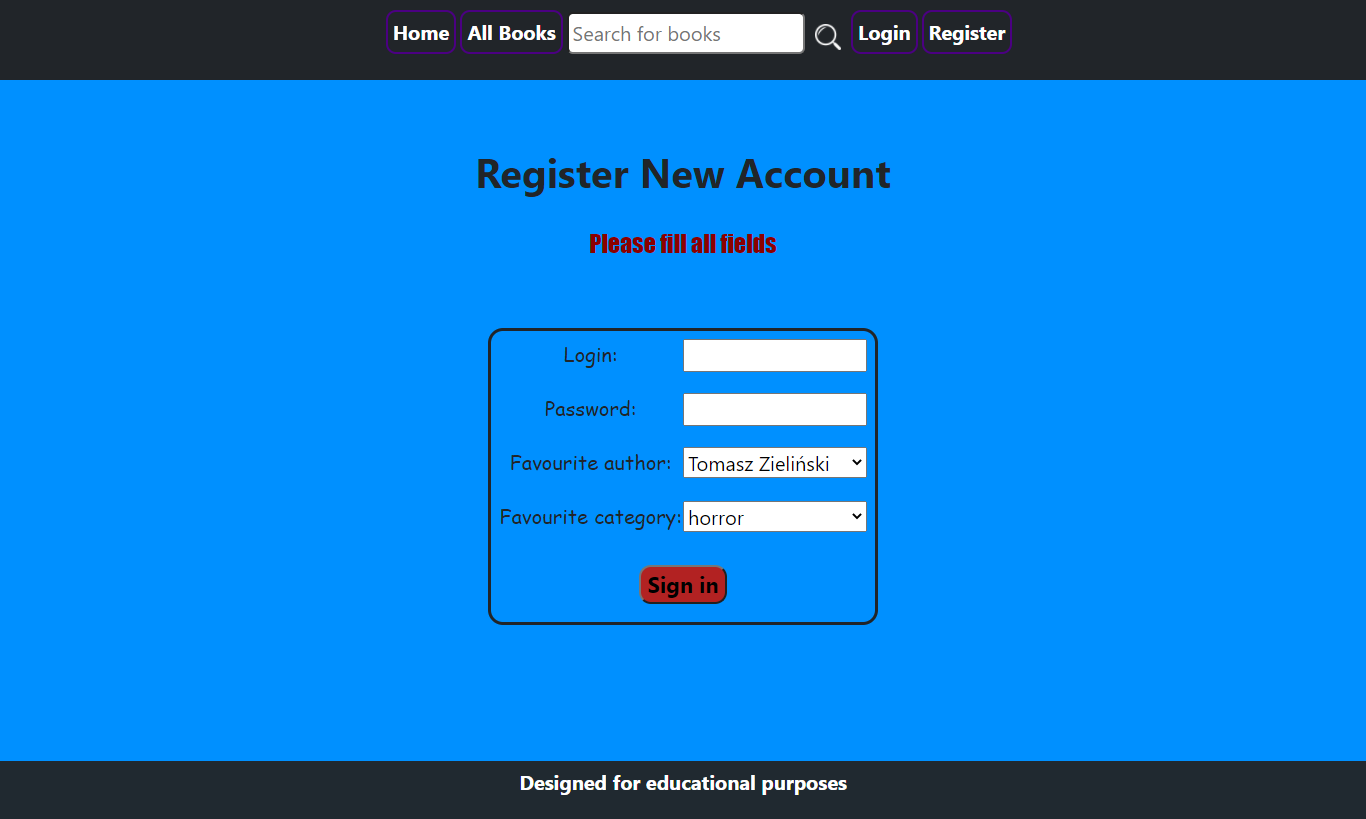 Home All Books Search for books Login Register
Register New Account
Please fill all fields
Login:
Password:
Favourite author: Tomasz Zieliński
Favourite category: horror
Sign in
Designed for educational purposes